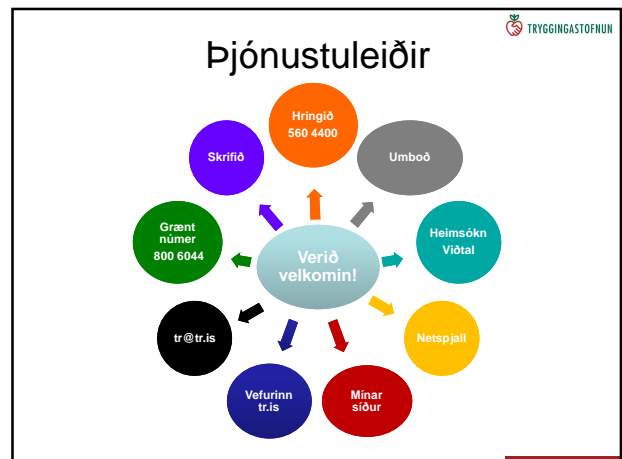 TRYGGINGASTOFNUN
Þjónustuleiðir
Hringið
560 4400
Umboð
Heimsókn
Viðtal
Netspjall
Mínar
síður
Vefurinn
tr.is
tr@tr.is
Grænt
númer
800 6044
Skrifið
Verið
velkomin!